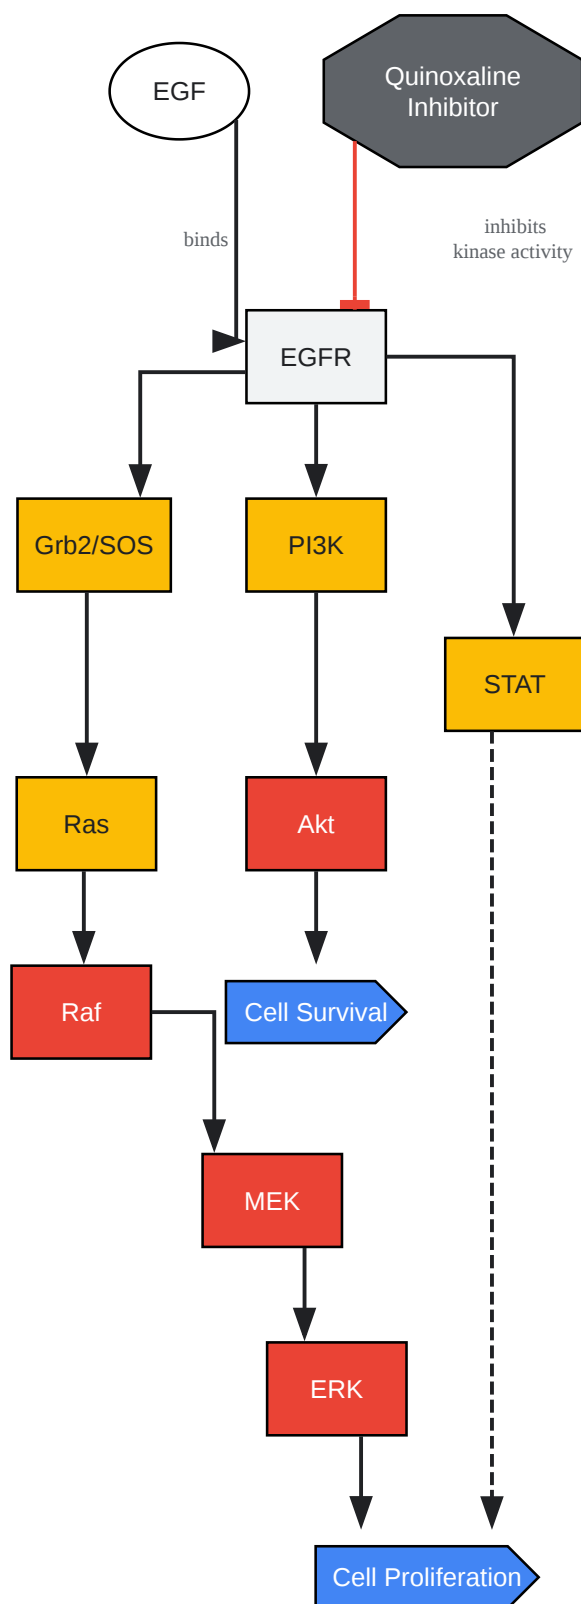 EGF
Quinoxaline
Inhibitor
binds
inhibits
kinase activity
EGFR
Grb2/SOS
PI3K
STAT
Ras
Akt
Raf
Cell Survival
MEK
ERK
Cell Proliferation